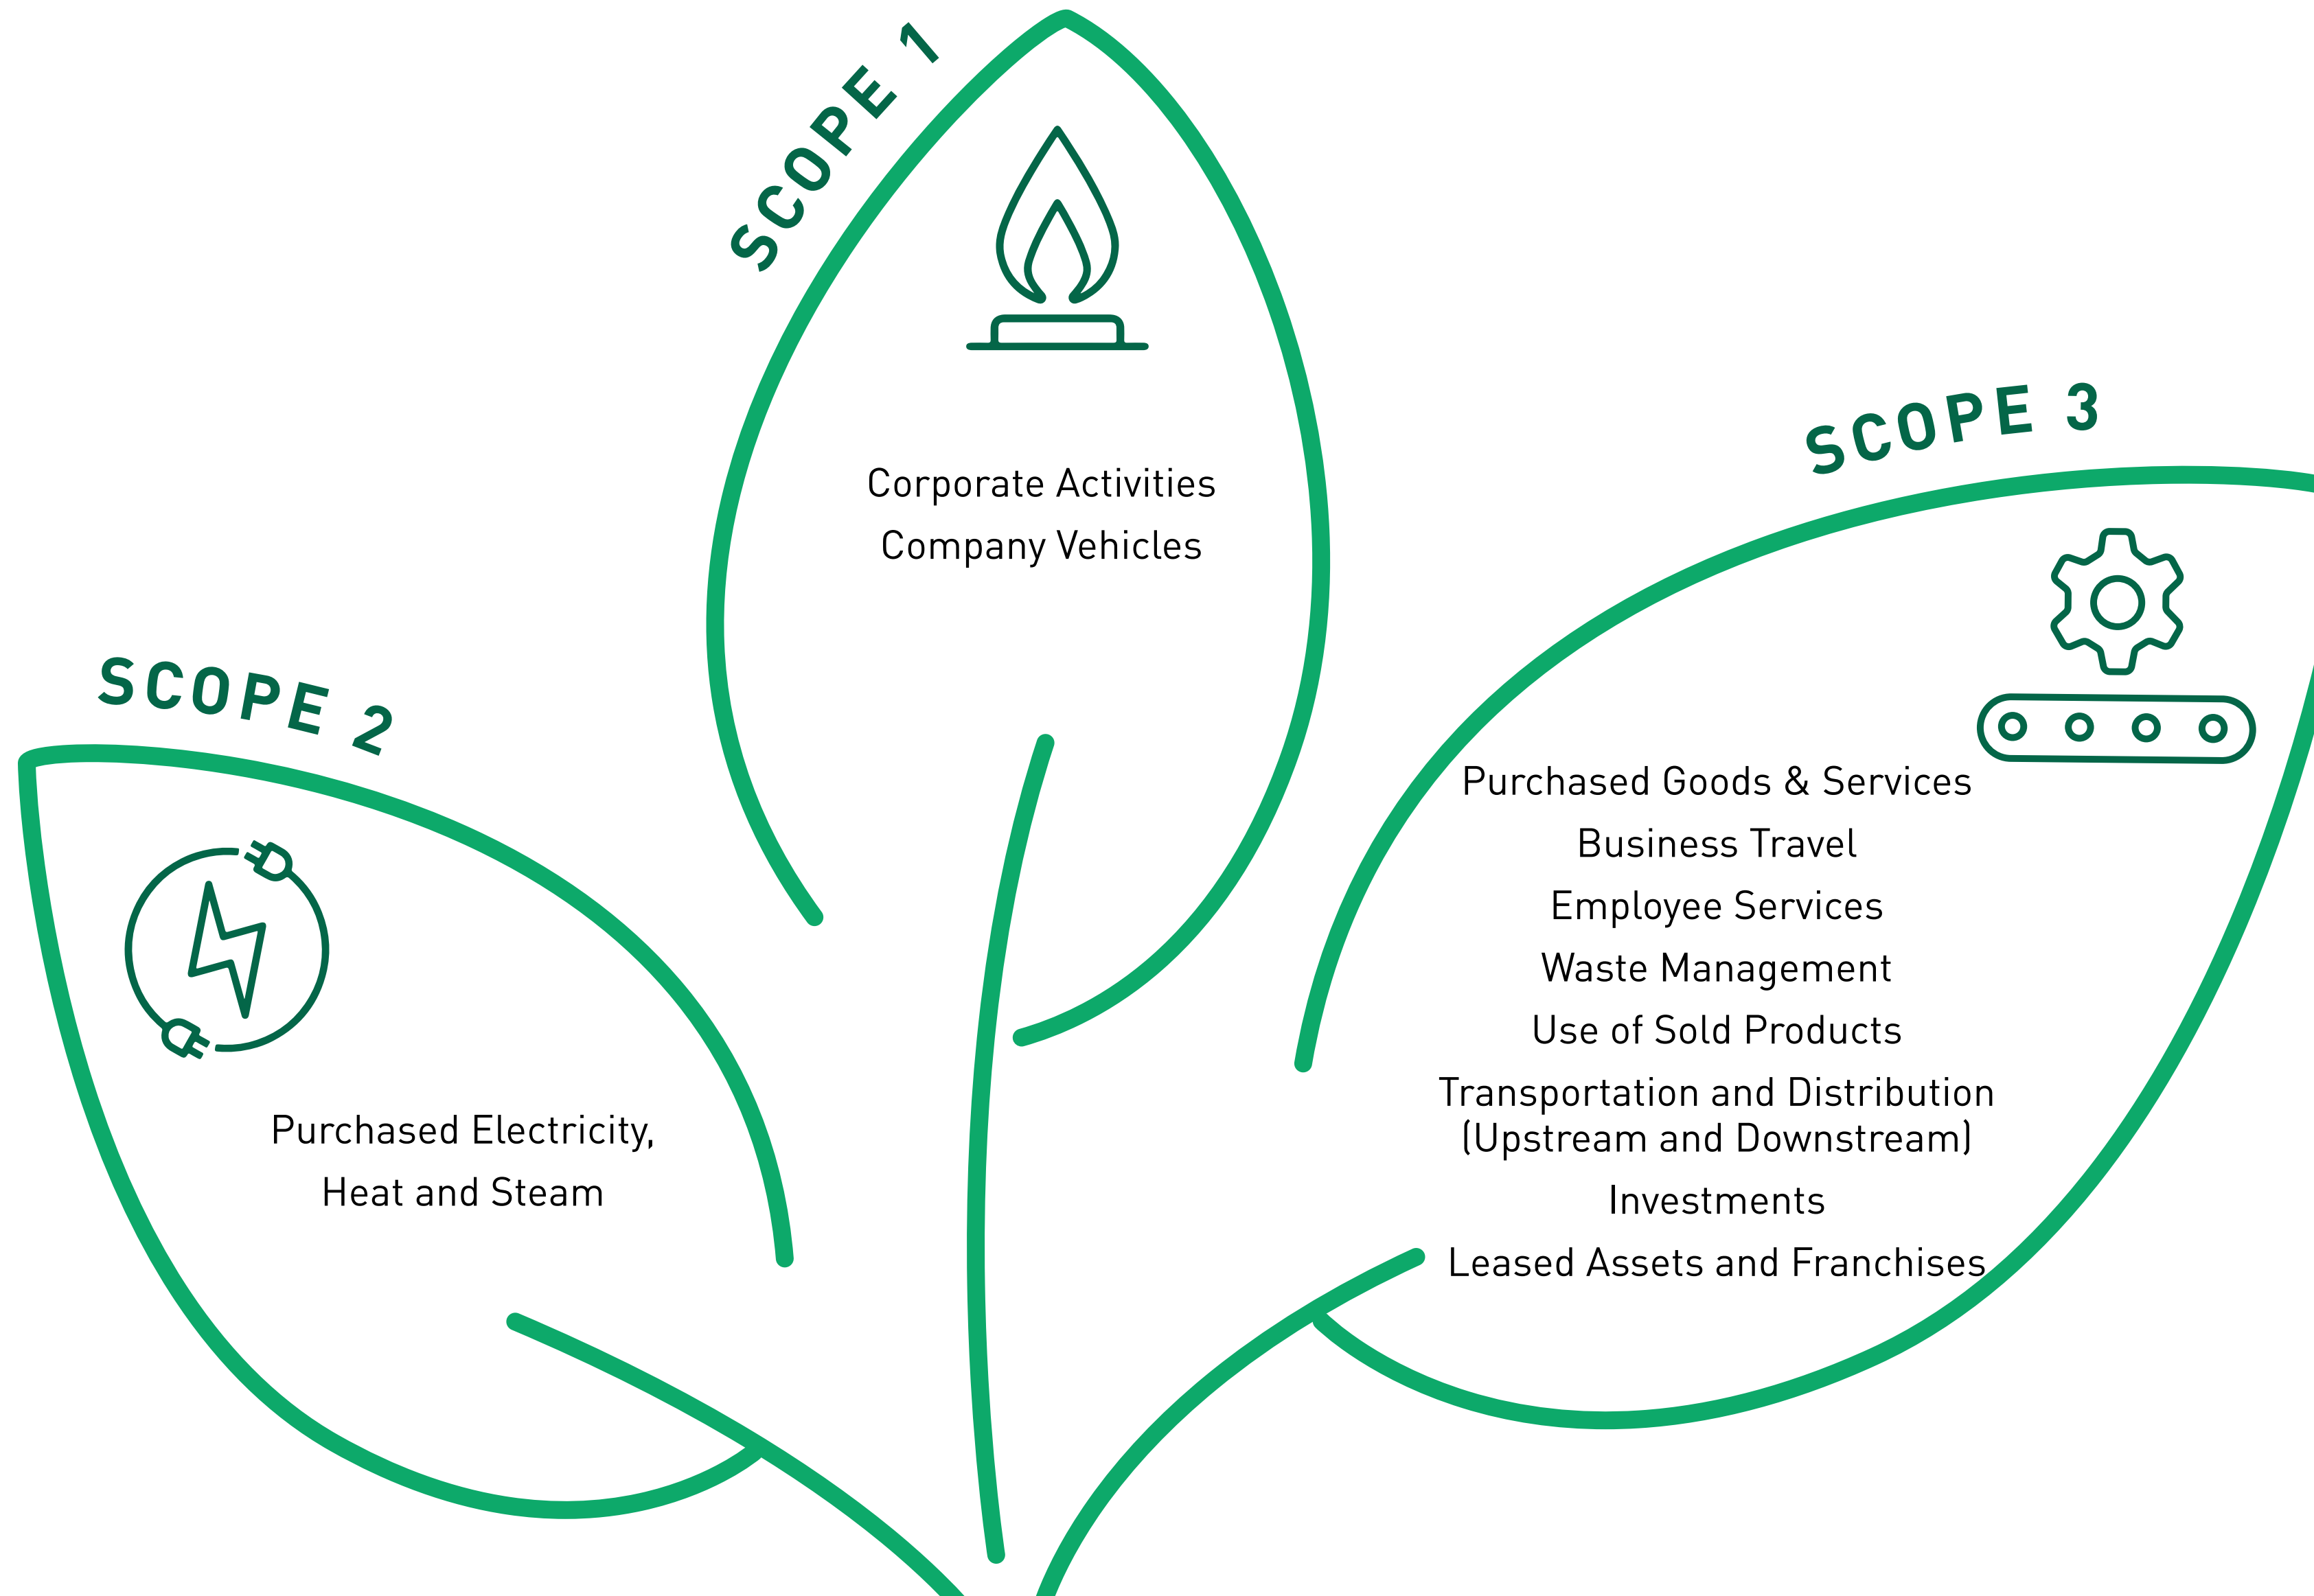 SCOPE 1
Corporate Activities
Company Vehicles
SCOPE 2
Purchased Electricity,
Heat and Steam
SCOPE 3
Purchased Goods & Services
Business Travel
Employee Services
Waste Management
Use of Sold Products
Transportation and Distribution
(Upstream and Downstream)
Investments
Leased Assets and Franchises